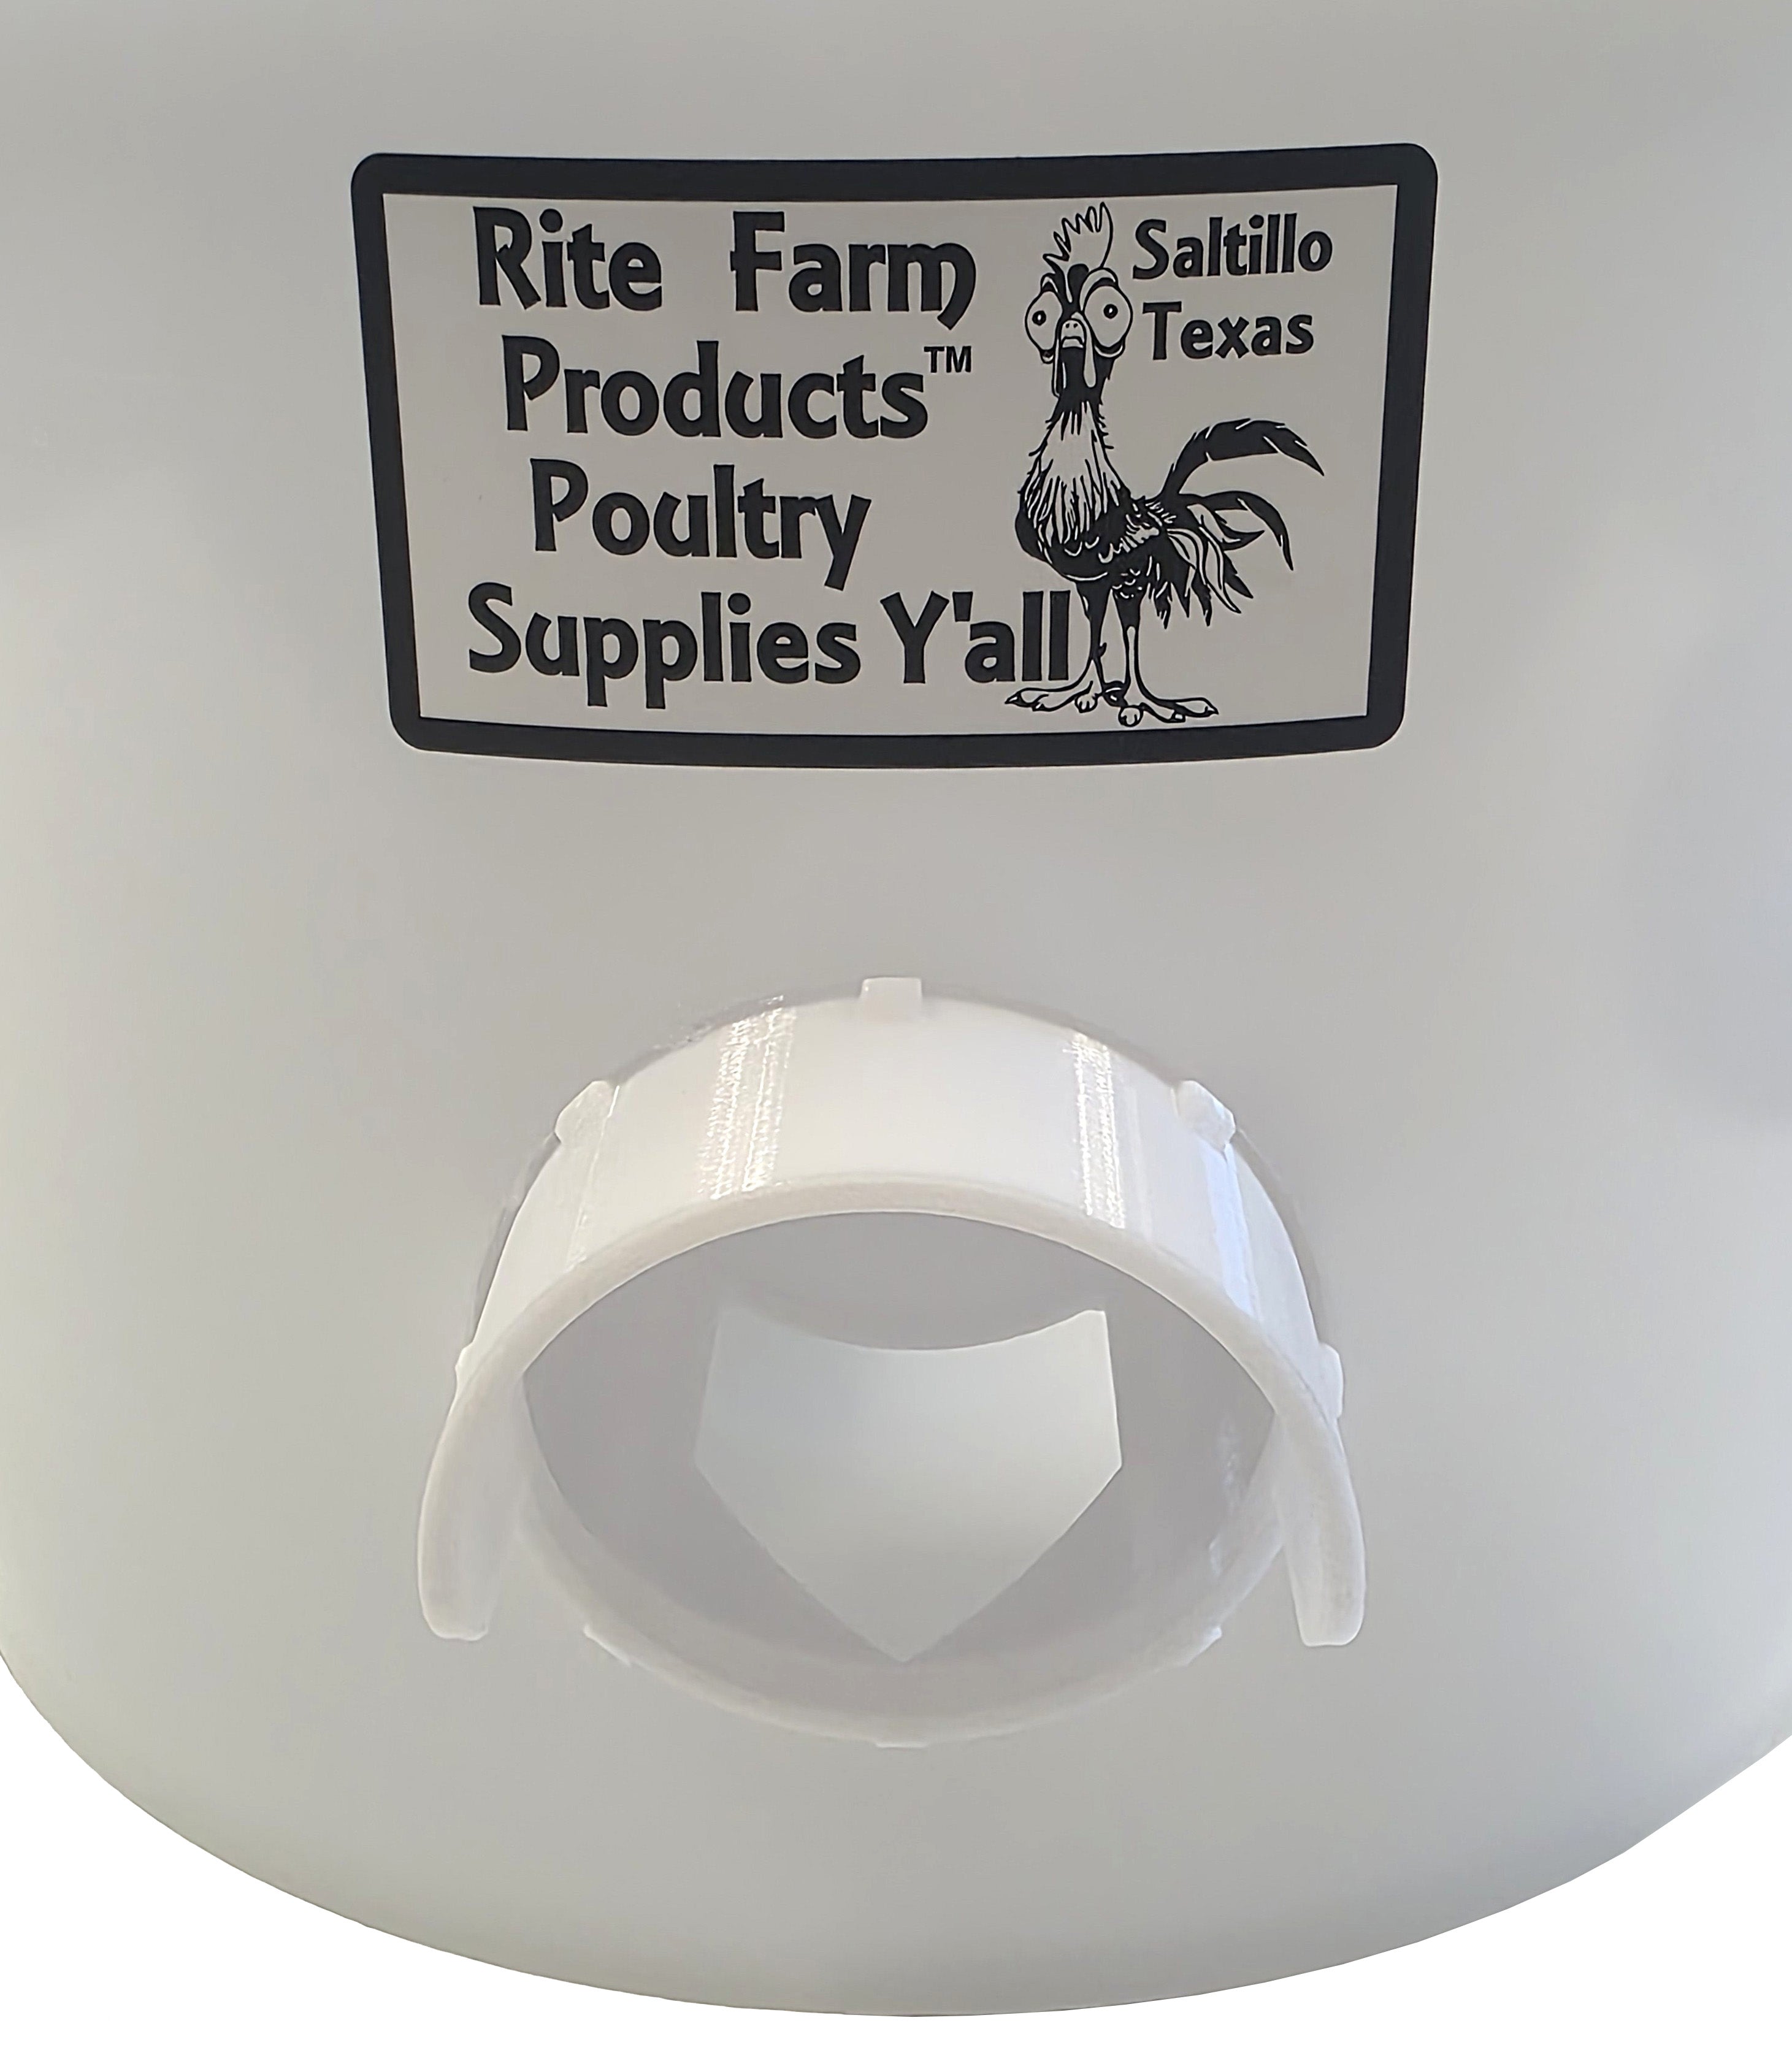 Rite Farm
Products™
Poultry
Supplies Y'all
Saltillo
Texas